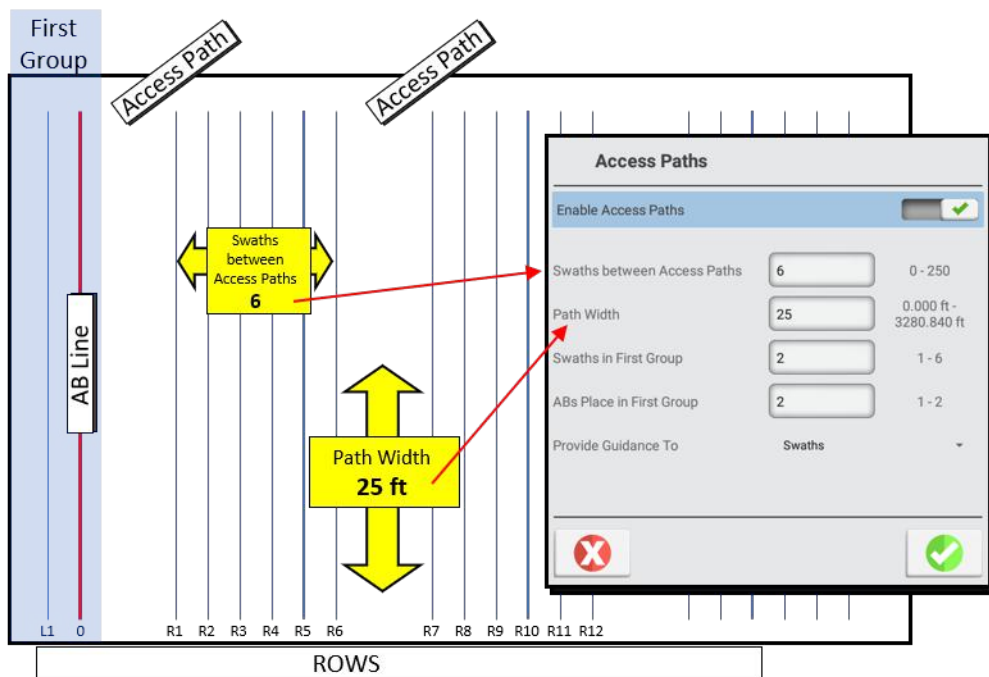 First
Group
Access Path
Access Path
Access Paths
Enable Access Paths
Swaths between Access Paths
6
0 - 250
Path Width
25
0.000 ft -
3280.840 ft
Swaths in First Group
2
1 - 6
ABs Place in First Group
2
1 - 2
Provide Guidance To
Swaths
Swaths
between
Access Paths
6
AB Line
Path Width
25 ft
L1 0 R1 R2 R3 R4 R5 R6 R7 R8 R9 R10 R11 R12
ROWS